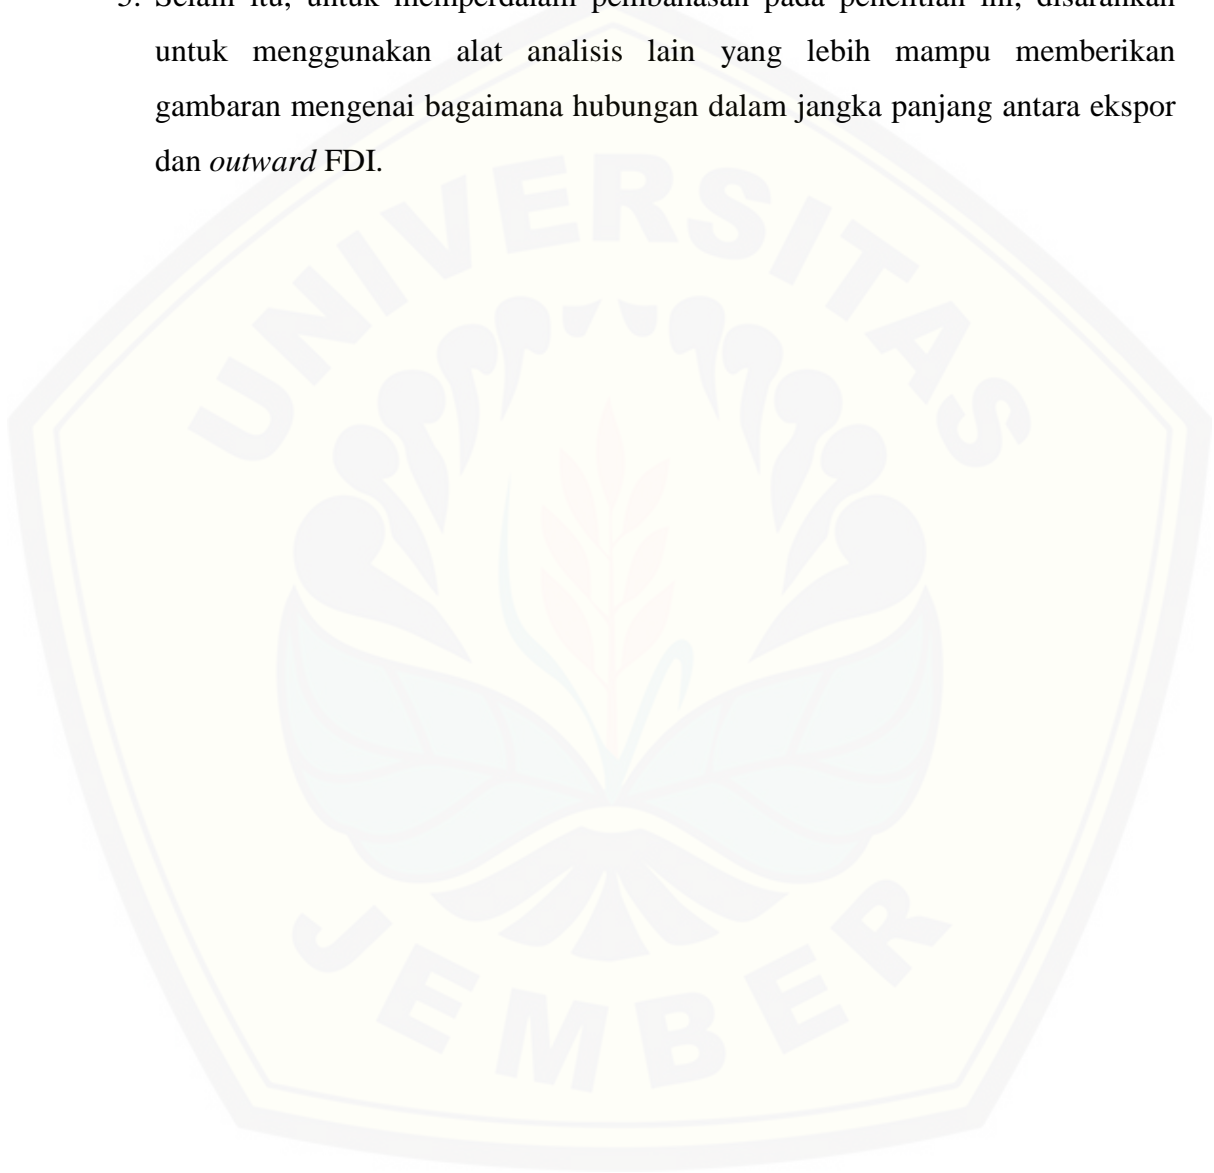 Selain itu, untuk memperdalam pembahasan pada penelitian ini, disarankan
untuk menggunakan alat analisis lain yang lebih mampu memberikan
gambaran mengenai bagaimana hubungan dalam jangka panjang antara ekspor
dan outward FDI.
UNIVERSITAS
JEMBER